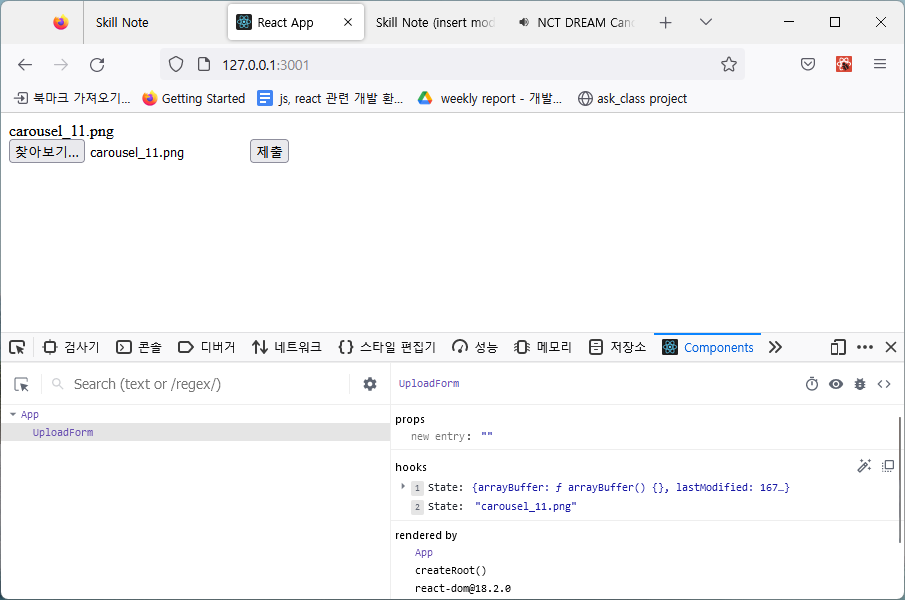 Skill Note
React App
Skill Note (insert mod
NCT DREAM Can
127.0.0.1:3001
북마크 가져오기...
Getting Started
js, react 관련 개발 환...
weekly report - 개발...
ask_class project
carousel_11.png
찾아보기... carousel_11.png 제출
검사기 콘솔 디버거 네트워크 스타일 편집기 성능 메모리 저장소 Components
Search (text or /regex/)
UploadForm
App
UploadForm
props
new entry: ""
hooks
1 State: {arrayBuffer: ƒ arrayBuffer() {}, lastModified: 167…}
2 State: "carousel_11.png"
rendered by
App
createRoot()
react-dom@18.2.0